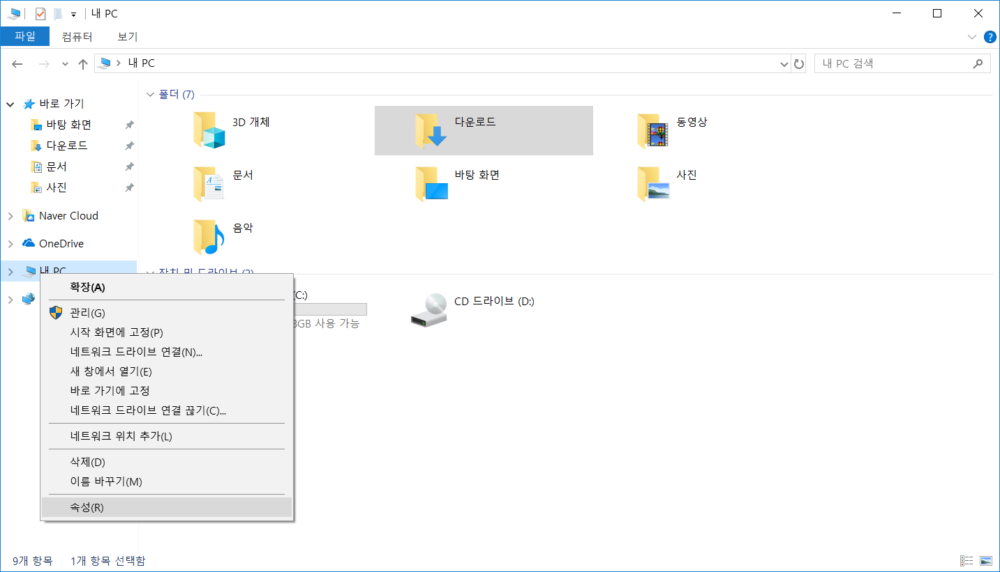 내 PC
파일 컴퓨터 보기
내 PC
내 PC 검색
바로 가기
바탕 화면
다운로드
문서
사진
Naver Cloud
OneDrive
내 PC
폴더 (7)
3D 개체
다운로드
동영상
문서
바탕 화면
사진
음악
장치 및 드라이브 (2)
(C:)
GB 사용 가능
CD 드라이브 (D:)
확장(A)
관리(G)
시작 화면에 고정(P)
네트워크 드라이브 연결(N)...
새 창에서 열기(E)
바로 가기에 고정
네트워크 드라이브 연결 끊기(C)...
네트워크 위치 추가(L)
삭제(D)
이름 바꾸기(M)
속성(R)
9개 항목 1개 항목 선택함